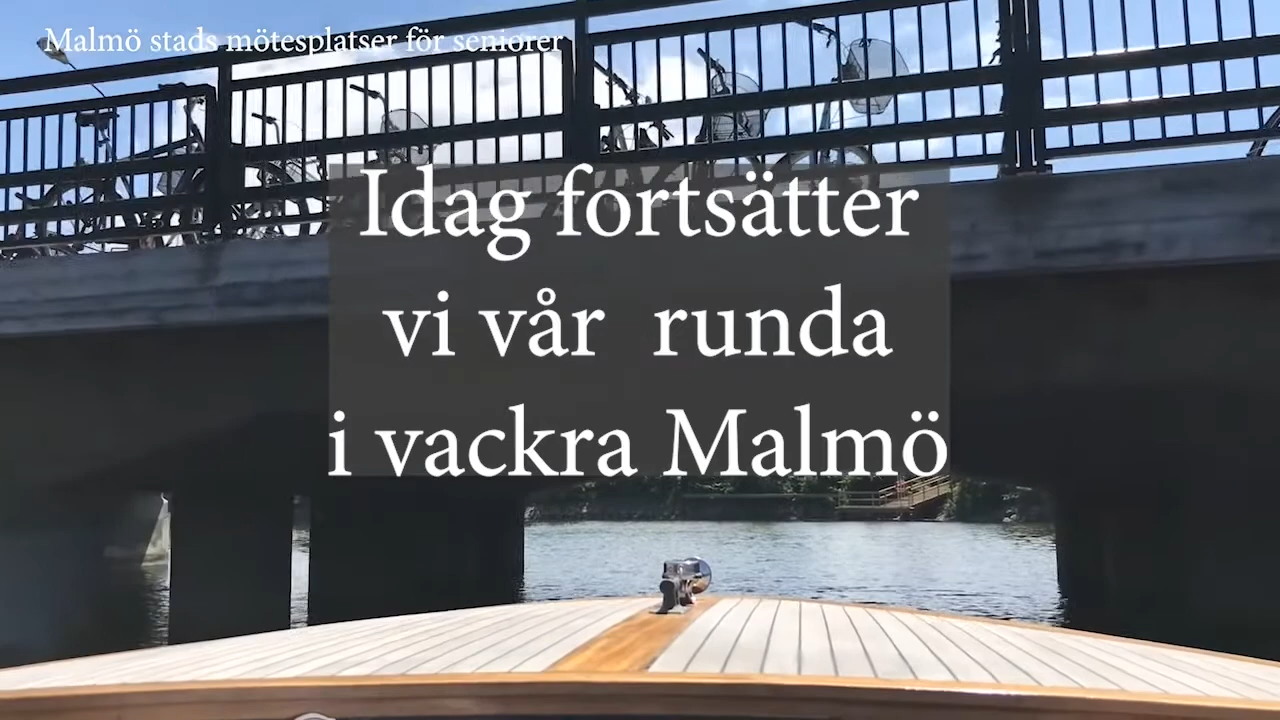 Malmö stads mötesplatser för seniorer
Idag fortsätter
vi vår  runda
i vackra Malmö